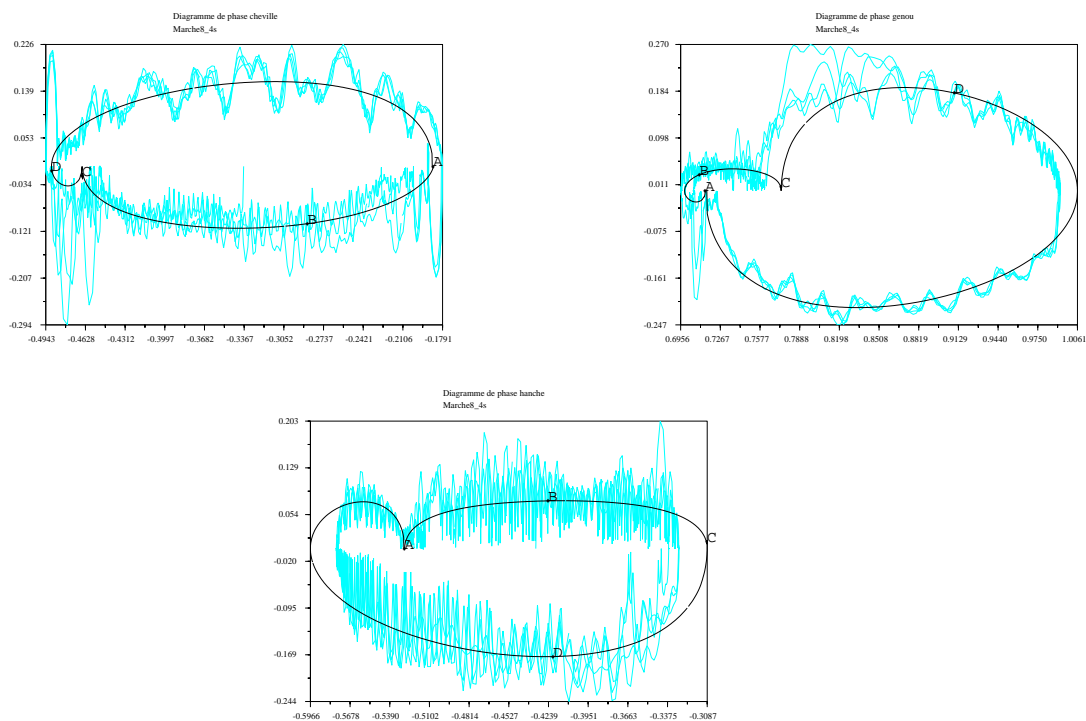 Diagramme de phase cheville
Marche8_4s
0.226
0.139
0.053
-0.034
-0.121
-0.207
-0.294
-0.4943 -0.4628 -0.4312 -0.3997 -0.3682 -0.3367 -0.3052 -0.2737 -0.2421 -0.2106 -0.1791
A
B
C
D
Diagramme de phase genou
Marche8_4s
0.270
0.184
0.098
0.011
-0.075
-0.161
-0.247
0.6956 0.7267 0.7577 0.7888 0.8198 0.8508 0.8819 0.9129 0.9440 0.9750 1.0061
D
B
A
C
Diagramme de phase hanche
Marche8_4s
0.203
0.129
0.054
-0.020
-0.095
-0.169
-0.244
-0.5966 -0.5678 -0.5390 -0.5102 -0.4814 -0.4527 -0.4239 -0.3951 -0.3663 -0.3375 -0.3087
B
C
A
D